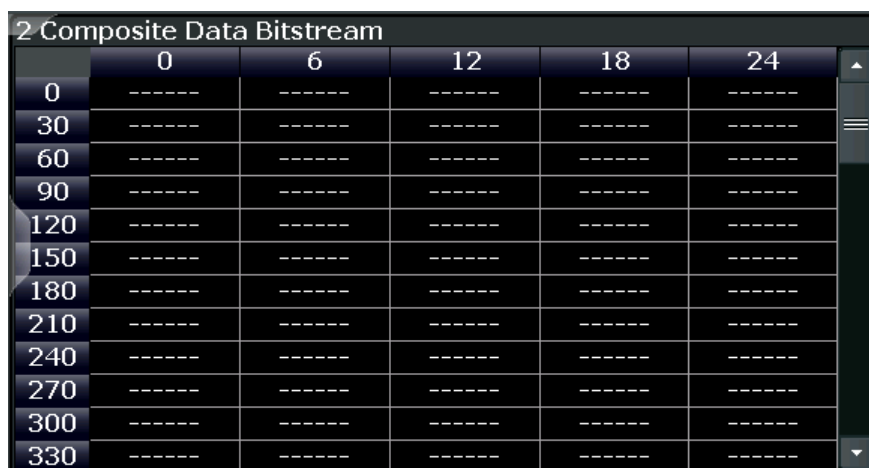 2 Composite Data Bitstream
0 6 12 18 24
0 ------ ------ ------ ------ ------
30 ------ ------ ------ ------ ------
60 ------ ------ ------ ------ ------
90 ------ ------ ------ ------ ------
120 ------ ------ ------ ------ ------
150 ------ ------ ------ ------ ------
180 ------ ------ ------ ------ ------
210 ------ ------ ------ ------ ------
240 ------ ------ ------ ------ ------
270 ------ ------ ------ ------ ------
300 ------ ------ ------ ------ ------
330 ------ ------ ------ ------ ------